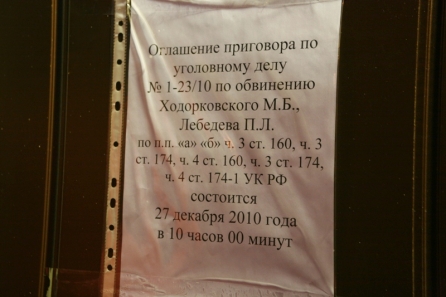 Оглашение приговора по
уголовному делу
№ 1-23/10 по обвинению
Ходорковского М.Б.,
Лебедева П.Л.
по п.п. «а» «б» ч. 3 ст. 160, ч. 3
ст. 174, ч. 4 ст. 160, ч. 3 ст. 174,
ч. 4 ст. 174-1 УК РФ
состоится
27 декабря 2010 года
в 10 часов 00 минут